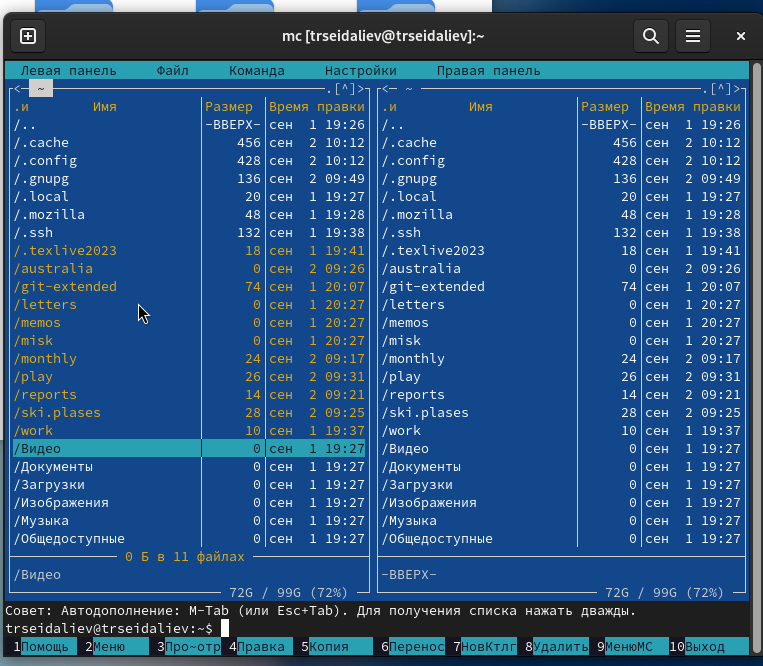 mc [trseidaliev@trseidaliev]:~
Левая панель Файл Команда Настройки Правая панель
<─ ~ .[^]> <─ ~ .[^]>
.и Имя Размер Время правки .и Имя Размер Время правки
/.. -ВВЕРХ- сен 1 19:26 /.. -ВВЕРХ- сен 1 19:26
/.cache 456 сен 2 10:12 /.cache 456 сен 2 10:12
/.config 428 сен 2 10:12 /.config 428 сен 2 10:12
/.gnupg 136 сен 2 09:49 /.gnupg 136 сен 2 09:49
/.local 20 сен 1 19:27 /.local 20 сен 1 19:27
/.mozilla 48 сен 1 19:28 /.mozilla 48 сен 1 19:28
/.ssh 132 сен 1 19:38 /.ssh 132 сен 1 19:38
/.texlive2023 18 сен 1 19:41 /.texlive2023 18 сен 1 19:41
/australia 0 сен 2 09:26 /australia 0 сен 2 09:26
/git-extended 74 сен 1 20:07 /git-extended 74 сен 1 20:07
/letters 0 сен 1 20:27 /letters 0 сен 1 20:27
/memos 0 сен 1 20:27 /memos 0 сен 1 20:27
/misk 0 сен 1 20:27 /misk 0 сен 1 20:27
/monthly 24 сен 2 09:17 /monthly 24 сен 2 09:17
/play 26 сен 2 09:31 /play 26 сен 2 09:31
/reports 14 сен 2 09:21 /reports 14 сен 2 09:21
/ski.plases 28 сен 2 09:25 /ski.plases 28 сен 2 09:25
/work 10 сен 1 19:37 /work 10 сен 1 19:37
/Видео 0 сен 1 19:27 /Видео 0 сен 1 19:27
/Документы 0 сен 1 19:27 /Документы 0 сен 1 19:27
/Загрузки 0 сен 1 19:27 /Загрузки 0 сен 1 19:27
/Изображения 0 сен 1 19:27 /Изображения 0 сен 1 19:27
/Музыка 0 сен 1 19:27 /Музыка 0 сен 1 19:27
/Общедоступные 0 сен 1 19:27 /Общедоступные 0 сен 1 19:27
0 Б в 11 файлах
/Видео -ВВЕРХ-
72G / 99G (72%) 72G / 99G (72%)
Совет: Автодополнение: M-Tab (или Esc+Tab). Для получения списка нажать дважды.
trseidaliev@trseidaliev:~$
1Помощь 2Меню 3Про~отр 4Правка 5Копия 6Перенос 7НовКтлг 8Удалить 9МенюMC 10Выход